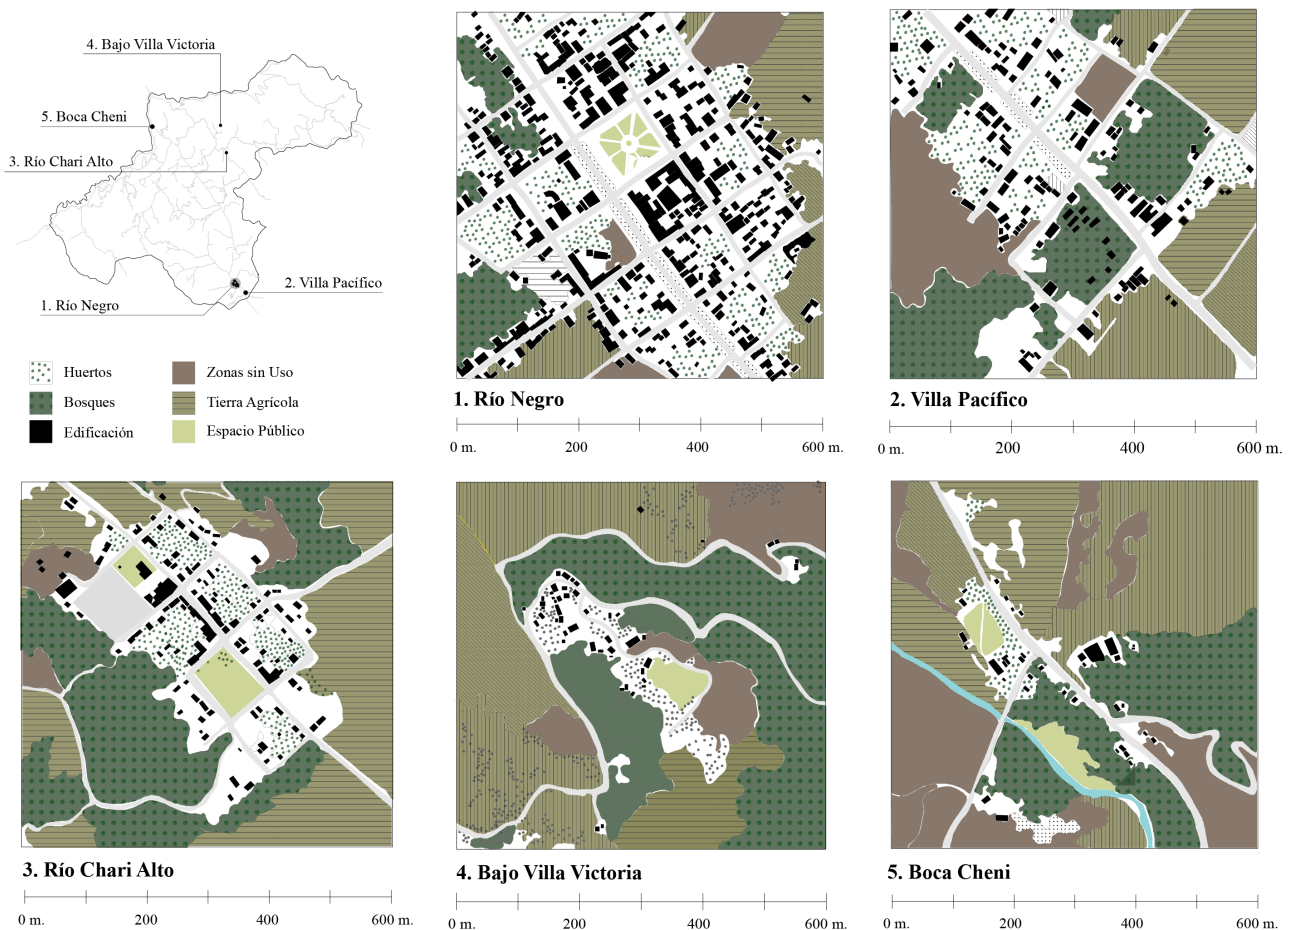 4. Bajo Villa Victoria
5. Boca Cheni
3. Río Chari Alto
2. Villa Pacífico
1. Río Negro
Huertos
Zonas sin Uso
Bosques
Tierra Agrícola
Edificación
Espacio Público
1. Río Negro
0 m. 200 400 600 m.
2. Villa Pacífico
0 m. 200 400 600 m.
3. Río Chari Alto
0 m. 200 400 600 m.
4. Bajo Villa Victoria
0 m. 200 400 600 m.
5. Boca Cheni
0 m. 200 400 600 m.